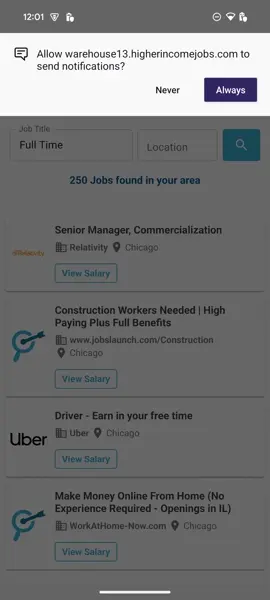 12:01
Allow warehouse13.higherincomejobs.com to
send notifications?
Never
Always
Job Title
Full Time
Location
250 Jobs found in your area
Senior Manager, Commercialization
Relativity
Chicago
View Salary
Construction Workers Needed | High
Paying Plus Full Benefits
www.jobslaunch.com/Construction
Chicago
View Salary
Driver - Earn in your free time
Uber
Uber
Chicago
View Salary
Make Money Online From Home (No
Experience Required - Openings in IL)
WorkAtHome-Now.com
Chicago
View Salary